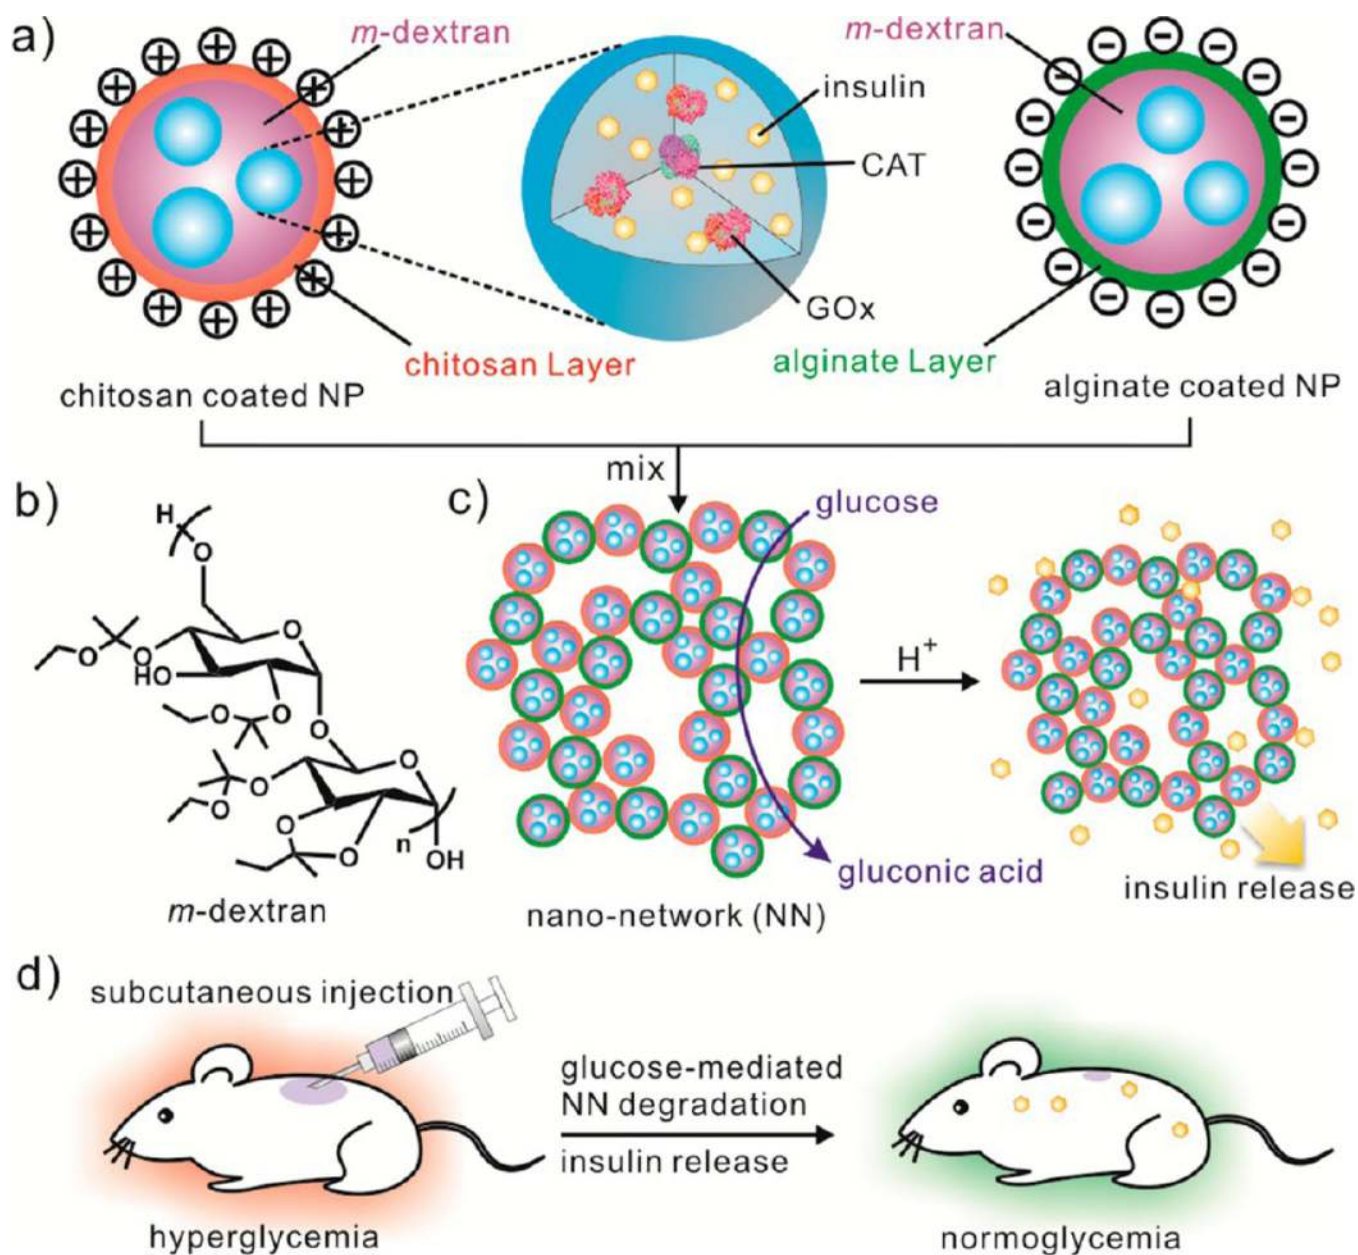 a)
m-dextran
insulin
CAT
GOx
m-dextran
chitosan Layer
alginate Layer
chitosan coated NP
alginate coated NP
mix
b)
H
O
O
O
O
HO
O
O
O
O
O
O
O
O
n
OH
m-dextran
c)
glucose
H+
gluconic acid
nano-network (NN)
insulin release
d)
subcutaneous injection
glucose-mediated
NN degradation
insulin release
hyperglycemia
normoglycemia